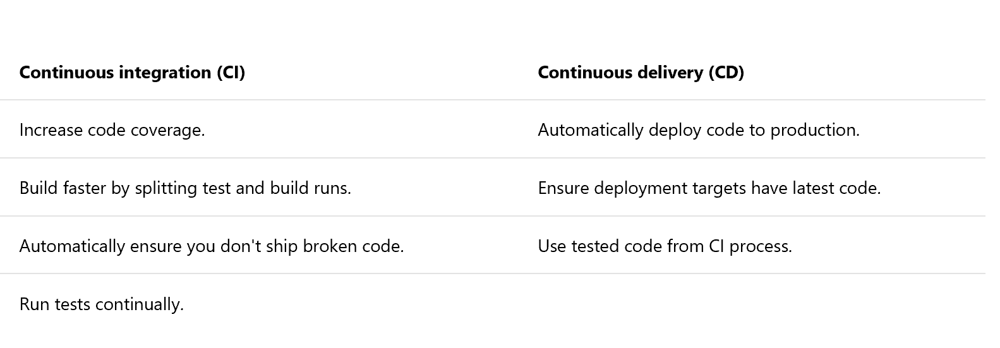 Continuous integration (CI)
Continuous delivery (CD)
Increase code coverage.
Automatically deploy code to production.
Build faster by splitting test and build runs.
Ensure deployment targets have latest code.
Automatically ensure you don't ship broken code.
Use tested code from CI process.
Run tests continually.